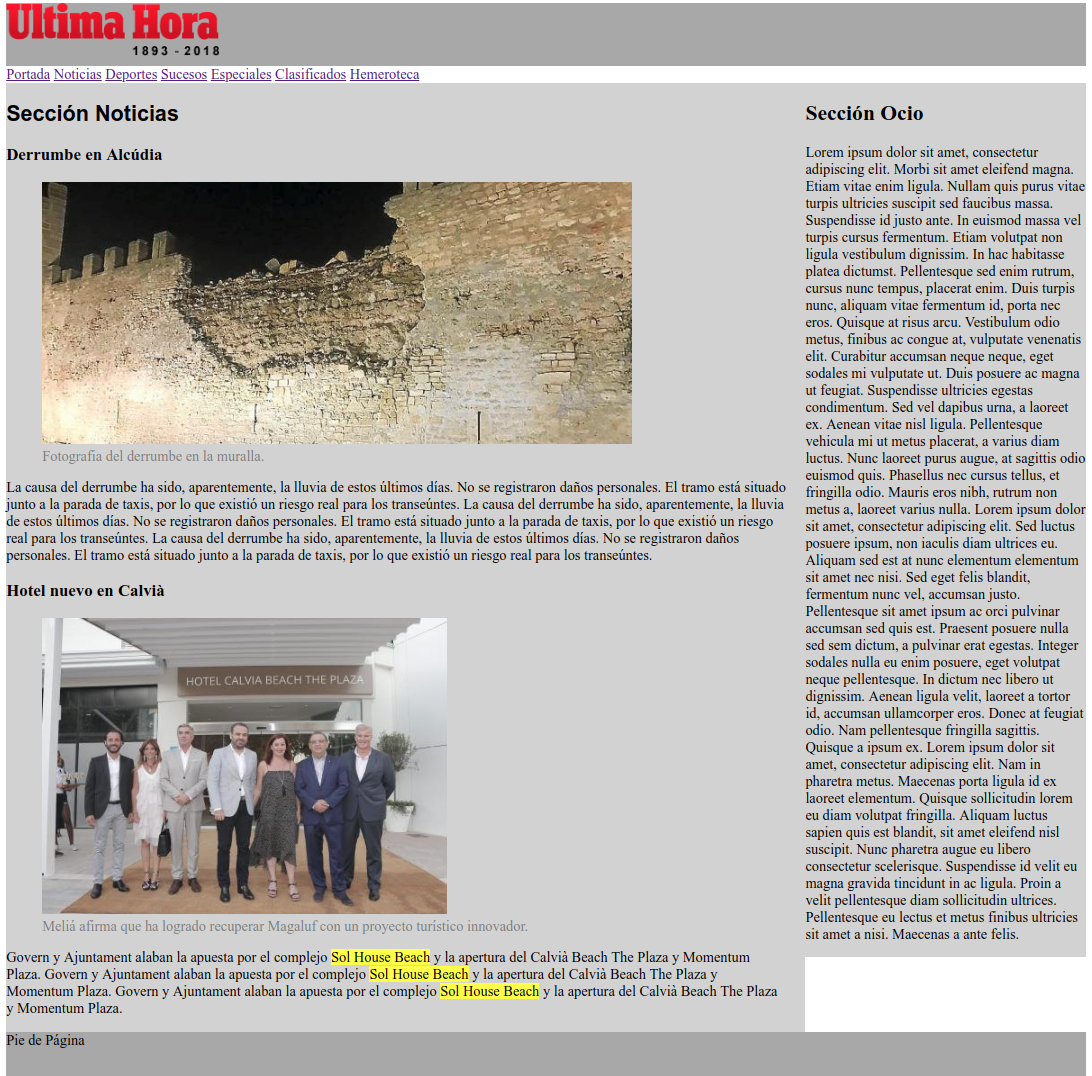 Ultima Hora
1893 - 2018
Portada Noticias Deportes Sucesos Especiales Clasificados Hemeroteca
Sección Noticias
Derrumbe en Alcúdia
Fotografia del derrumbe en la muralla.
La causa del derrumbe ha sido, aparentemente, la lluvia de estos últimos días. No se registraron daños personales. El tramo está situado
junto a la parada de taxis, por lo que existió un riesgo real para los transeúntes. La causa del derrumbe ha sido, aparentemente, la lluvia
de estos últimos días. No se registraron daños personales. El tramo está situado junto a la parada de taxis, por lo que existió un riesgo
real para los transeúntes. La causa del derrumbe ha sido, aparentemente, la lluvia de estos últimos días. No se registraron daños
personales. El tramo está situado junto a la parada de taxis, por lo que existió un riesgo real para los transeúntes.
Hotel nuevo en Calvià
HOTEL CALVIA BEACH THE PLAZA
Meliá afirma que ha logrado recuperar Magaluf con un proyecto turístico innovador.
Govern y Ajuntament alaban la apuesta por el complejo Sol House Beach y la apertura del Calvià Beach The Plaza y Momentum
Plaza. Govern y Ajuntament alaban la apuesta por el complejo Sol House Beach y la apertura del Calvià Beach The Plaza y
Momentum Plaza. Govern y Ajuntament alaban la apuesta por el complejo Sol House Beach y la apertura del Calvià Beach The Plaza
y Momentum Plaza.
Sección Ocio
Lorem ipsum dolor sit amet, consectetur
adipiscing elit. Morbi sit amet eleifend magna.
Etiam vitae enim ligula. Nullam quis purus vitae
turpis ultricies suscipit sed faucibus massa.
Suspendisse id justo ante. In euismod massa vel
turpis cursus fermentum. Etiam volutpat non
ligula vestibulum dignissim. In hac habitasse
platea dictumst. Pellentesque sed enim rutrum,
cursus nunc tempus, placerat enim. Duis turpis
nunc, aliquam vitae fermentum id, porta nec
eros. Quisque at risus arcu. Vestibulum odio
metus, finibus ac congue at, vulputate venenatis
elit. Curabitur accumsan neque neque, eget
sodales mi vulputate ut. Duis posuere ac magna
ut feugiat. Suspendisse ultricies egestas
condimentum. Sed vel dapibus urna, a laoreet
ex. Aenean vitae nisl ligula. Pellentesque
vehicula mi ut metus placerat, a varius diam
luctus. Nunc laoreet purus augue, at sagittis odio
euismod quis. Phasellus nec cursus tellus, et
fringilla odio. Mauris eros nibh, rutrum non
metus a, laoreet varius nulla. Lorem ipsum dolor
sit amet, consectetur adipiscing elit. Sed luctus
posuere ipsum, non iaculis diam ultrices eu.
Aliquam sed est at nunc elementum elementum
sit amet nec nisi. Sed eget felis blandit,
fermentum nunc vel, accumsan justo.
Pellentesque sit amet ipsum ac orci pulvinar
accumsan sed quis est. Praesent posuere nulla
sed sem dictum, a pulvinar erat egestas. Integer
sodales nulla eu enim posuere, eget volutpat
neque pellentesque. In dictum nec libero ut
dignissim. Aenean ligula velit, laoreet a tortor
id, accumsan ullamcorper eros. Donec at feugiat
odio. Nam pellentesque fringilla sagittis.
Quisque a ipsum ex. Lorem ipsum dolor sit
amet, consectetur adipiscing elit. Nam in
pharetra metus. Maecenas porta ligula id ex
laoreet elementum. Quisque sollicitudin lorem
eu diam volutpat fringilla. Aliquam luctus
sapien quis est blandit, sit amet eleifend nisl
suscipit. Nunc pharetra augue eu libero
consectetur scelerisque. Suspendisse id velit eu
magna gravida tincidunt in ac ligula. Proin a
velit pellentesque diam sollicitudin ultrices.
Pellentesque eu lectus et metus finibus ultricies
sit amet a nisi. Maecenas a ante felis.
Pie de Página